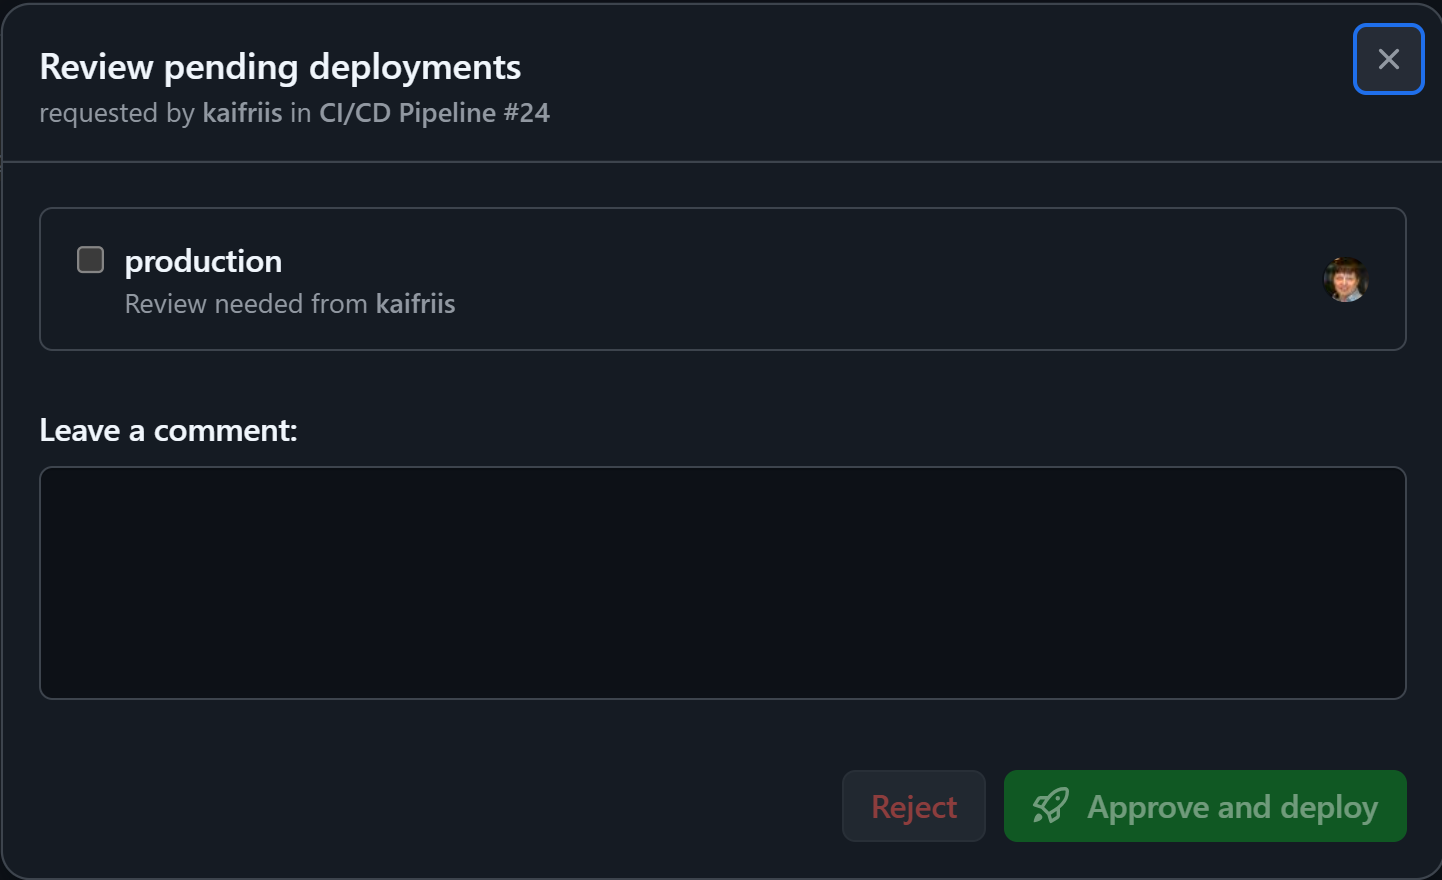 Review pending deployments
requested by kaifriis in CI/CD Pipeline #24
production
Review needed from kaifriis
Leave a comment:
Reject
Approve and deploy